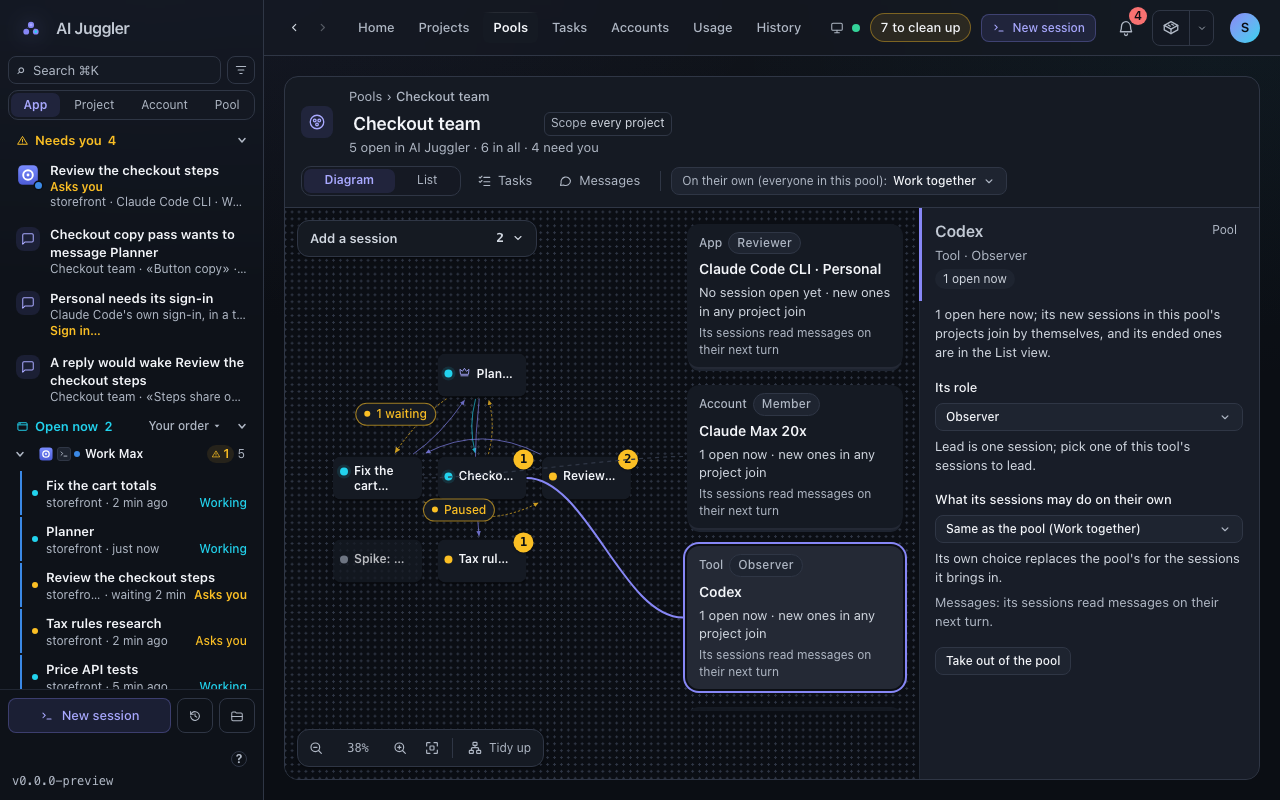 AI Juggler
Search ⌘K
App Project Account Pool
Needs you 4
Review the checkout steps
Asks you
storefront · Claude Code CLI · W...
Checkout copy pass wants to
message Planner
Checkout team · «Button copy» ·...
Personal needs its sign-in
Claude Code's own sign-in, in a t...
Sign in...
A reply would wake Review the
checkout steps
Checkout team · «Steps share o...
Open now 2 Your order
Work Max 1 5
Fix the cart totals
storefront · 2 min ago Working
Planner
storefront · just now Working
Review the checkout steps
storefro... · waiting 2 min Asks you
Tax rules research
storefront · 2 min ago Asks you
Price API tests
storefront · 5 min ago Working
New session
?
v0.0.0-preview
Home Projects Pools Tasks Accounts Usage History
7 to clean up
New session
4
S
Pools › Checkout team
Checkout team
Scope every project
5 open in AI Juggler · 6 in all · 4 need you
Diagram List Tasks Messages
On their own (everyone in this pool): Work together
Add a session 2
Plan...
1 waiting
Fix the
cart...
Checko...
1
Review...
2
Paused
Spike: ...
Tax rul...
1
App Reviewer
Claude Code CLI · Personal
No session open yet · new ones
in any project join
Its sessions read messages on
their next turn
Account Member
Claude Max 20x
1 open now · new ones in any
project join
Its sessions read messages on
their next turn
Tool Observer
Codex
1 open now · new ones in any
project join
Its sessions read messages on
their next turn
38%
Tidy up
Codex
Pool
Tool · Observer
1 open now
1 open here now; its new sessions in this pool's
projects join by themselves, and its ended ones
are in the List view.
Its role
Observer
Lead is one session; pick one of this tool's
sessions to lead.
What its sessions may do on their own
Same as the pool (Work together)
Its own choice replaces the pool's for the sessions
it brings in.
Messages: its sessions read messages on their
next turn.
Take out of the pool